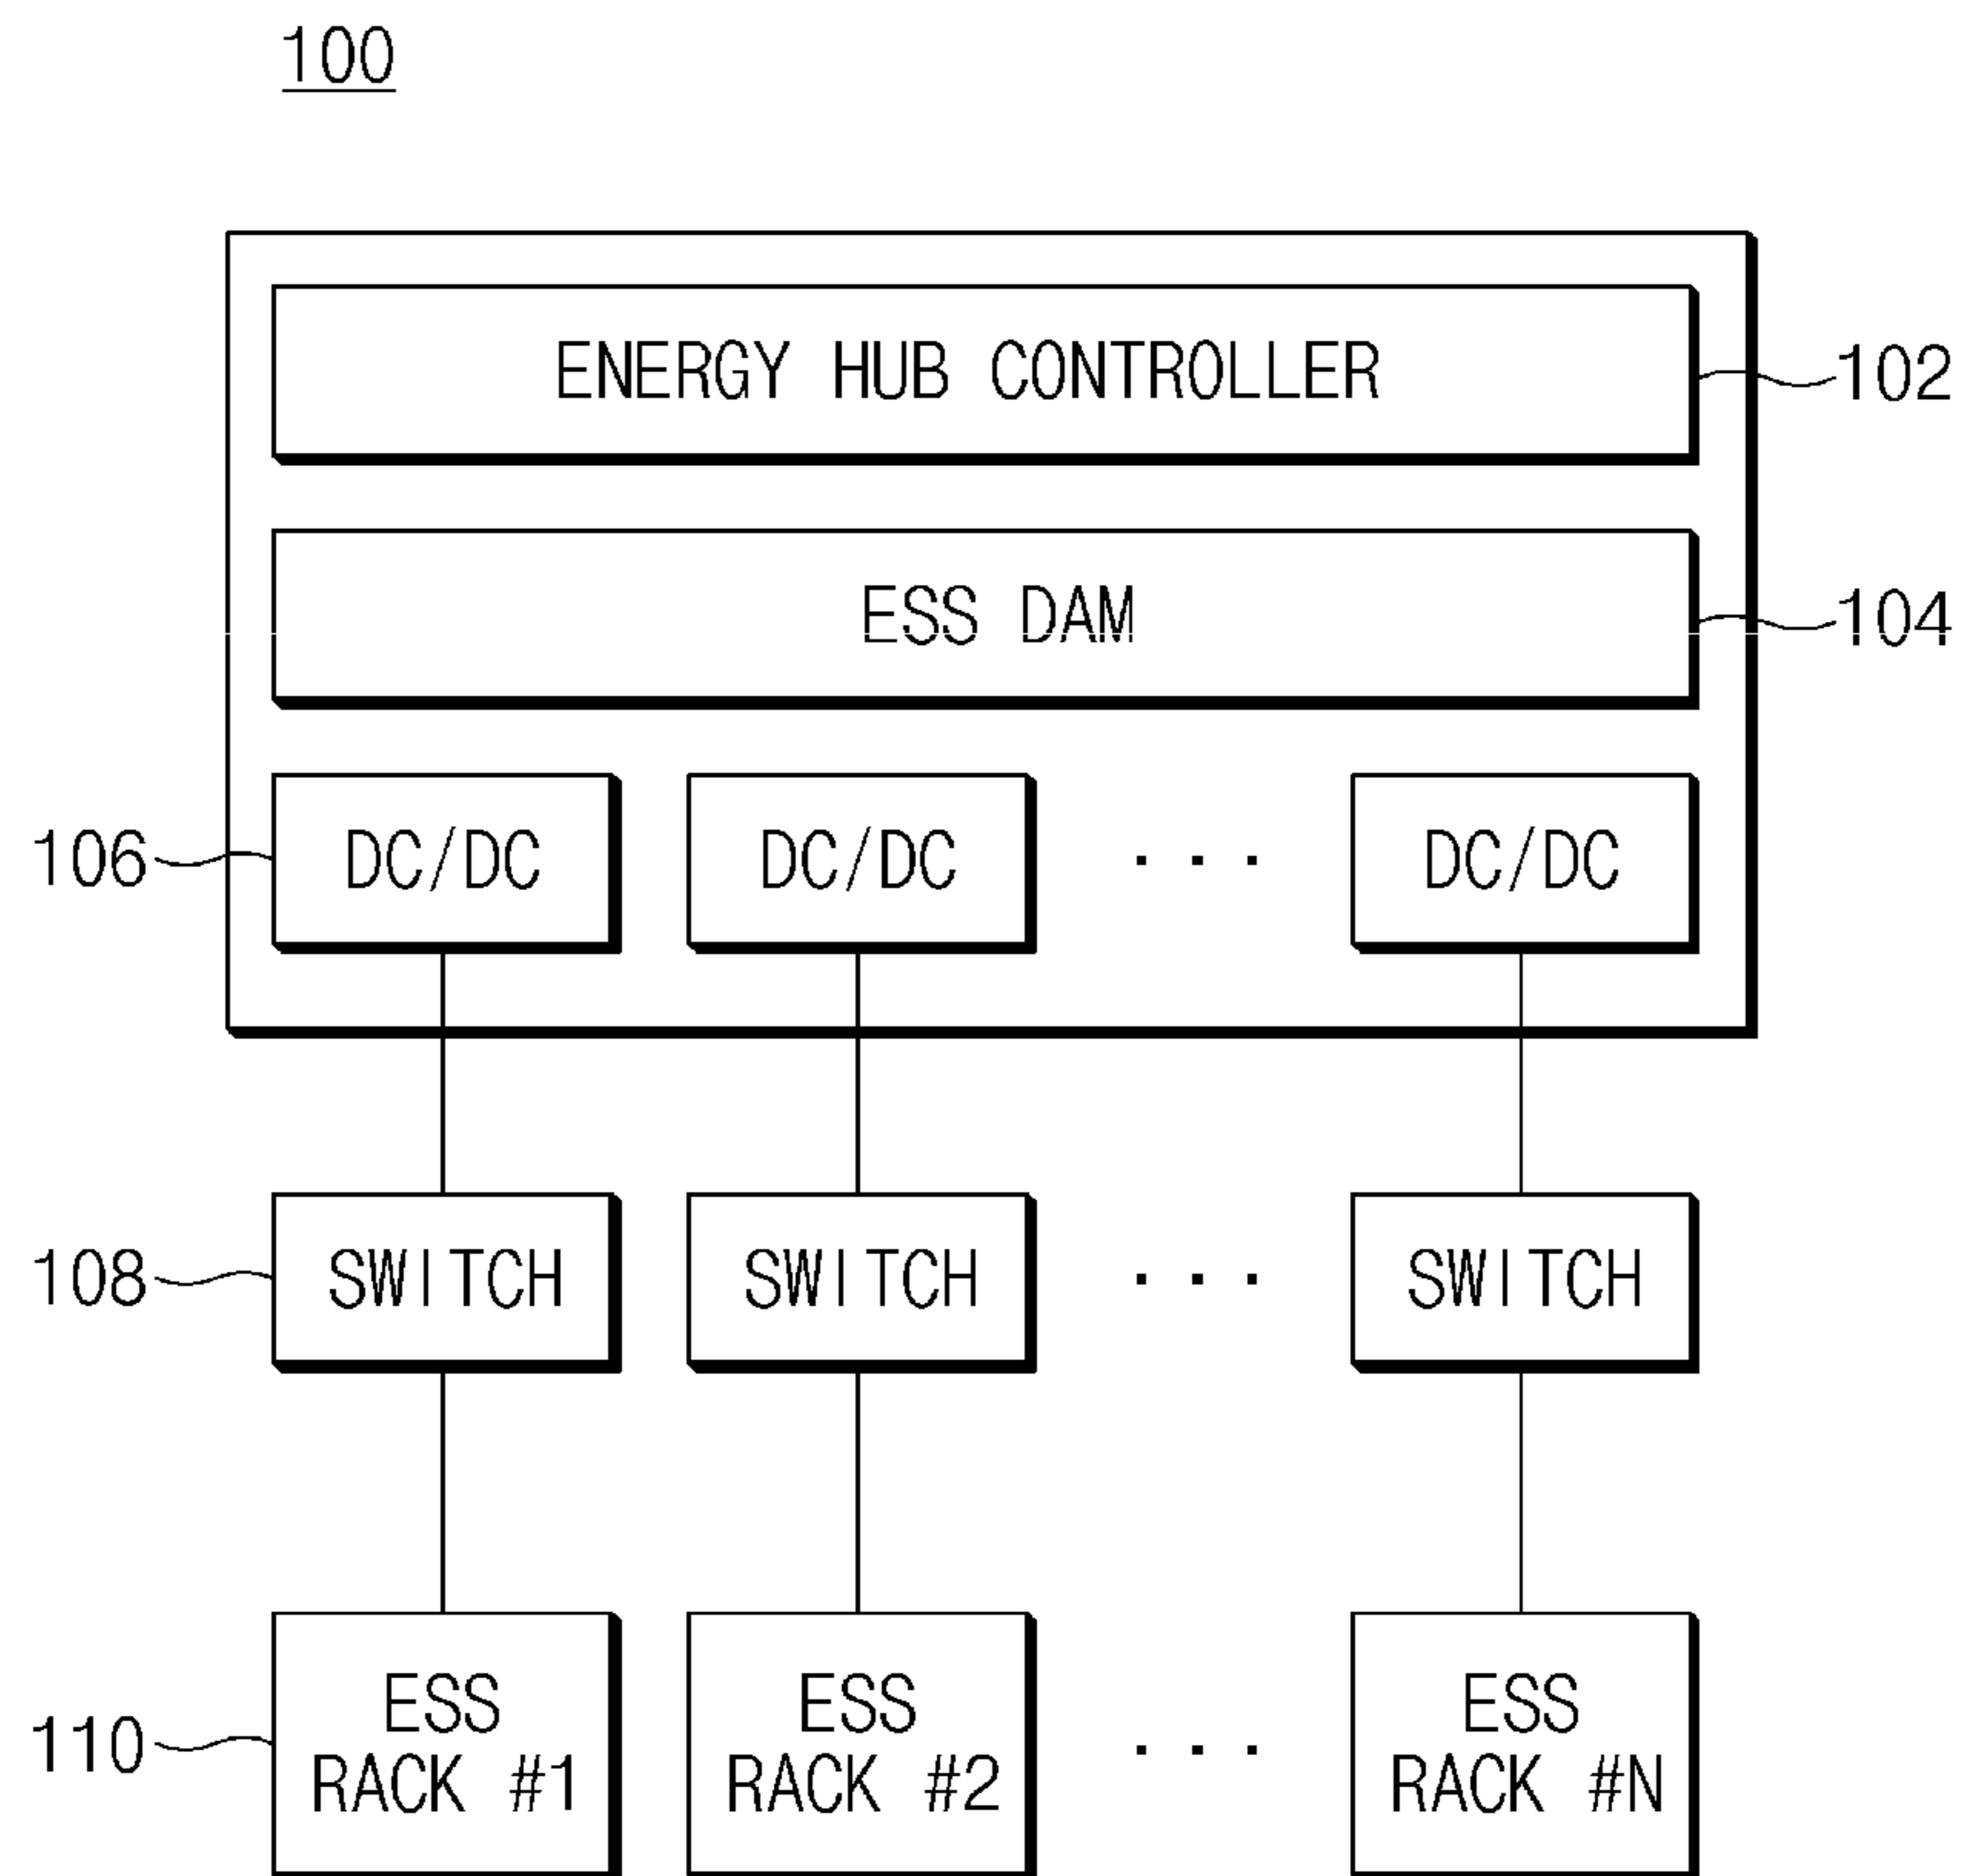 100
ENERGY HUB CONTROLLER
102
ESS DAM
104
106
DC/DC
DC/DC
...
DC/DC
108
SWITCH
SWITCH
...
SWITCH
110
ESS
RACK #1
ESS
RACK #2
...
ESS
RACK #N